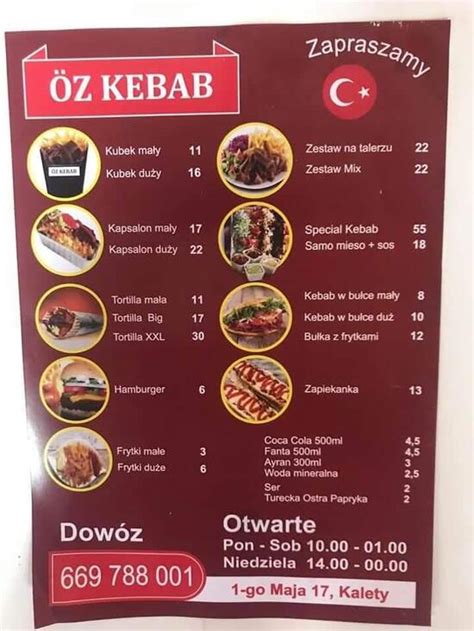 Zapraszamy
ÖZ KEBAB
ÖZ KEBAB
Kubek mały 11
Kubek duży 16
Kapsalon mały 17
Kapsalon duży 22
Tortilla mała 11
Tortilla Big 17
Tortilla XXL 30
Hamburger 6
Frytki małe 3
Frytki duże 6
Zestaw na talerzu 22
Zestaw Mix 22
Special Kebab 55
Samo mieso + sos 18
Kebab w bułce mały 8
Kebab w bułce duż 10
Bułka z frytkami 12
Zapiekanka 13
Coca Cola 500ml 4,5
Fanta 500ml 4,5
Ayran 300ml 3
Woda mineralna 2,5
Ser 2
Turecka Ostra Papryka 2
Dowóz
669 788 001
Otwarte
Pon - Sob 10.00 - 01.00
Niedziela 14.00 - 00.00
1-go Maja 17, Kalety